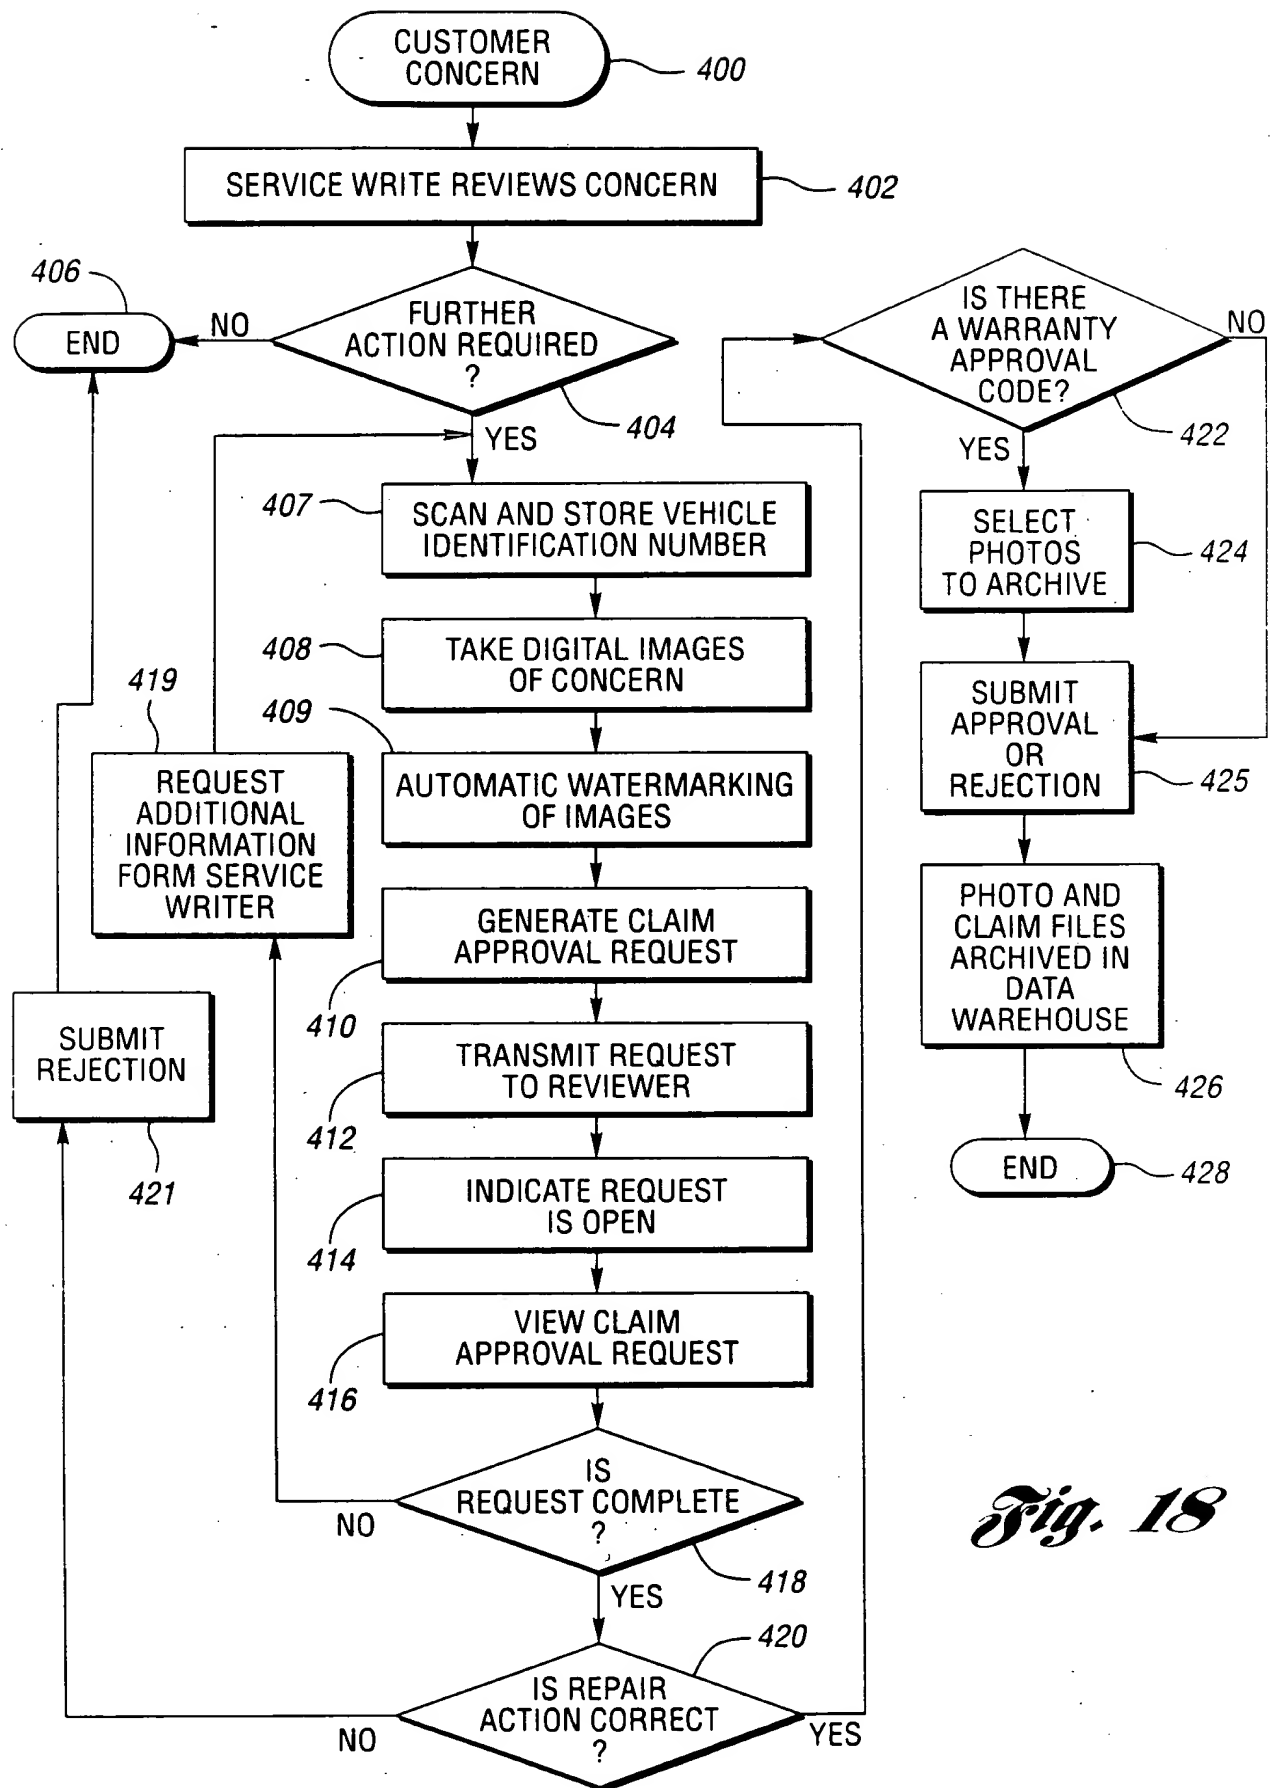 CUSTOMER
CONCERN
400
SERVICE WRITE REVIEWS CONCERN
402
406
END
NO
FURTHER
ACTION REQUIRED
?
404
YES
407
SCAN AND STORE VEHICLE
IDENTIFICATION NUMBER
408
TAKE DIGITAL IMAGES
OF CONCERN
409
AUTOMATIC WATERMARKING
OF IMAGES
419
REQUEST
ADDITIONAL
INFORMATION
FORM SERVICE
WRITER
GENERATE CLAIM
APPROVAL REQUEST
410
SUBMIT
REJECTION
421
TRANSMIT REQUEST
TO REVIEWER
412
INDICATE REQUEST
IS OPEN
414
VIEW CLAIM
APPROVAL REQUEST
416
IS
REQUEST COMPLETE
?
NO
418
YES
420
IS REPAIR
ACTION CORRECT
?
NO
YES
IS THERE
A WARRANTY
APPROVAL
CODE?
NO
422
YES
SELECT
PHOTOS
TO ARCHIVE
424
SUBMIT
APPROVAL
OR
REJECTION
425
PHOTO AND
CLAIM FILES
ARCHIVED IN
DATA
WAREHOUSE
426
END
428
Fig. 18